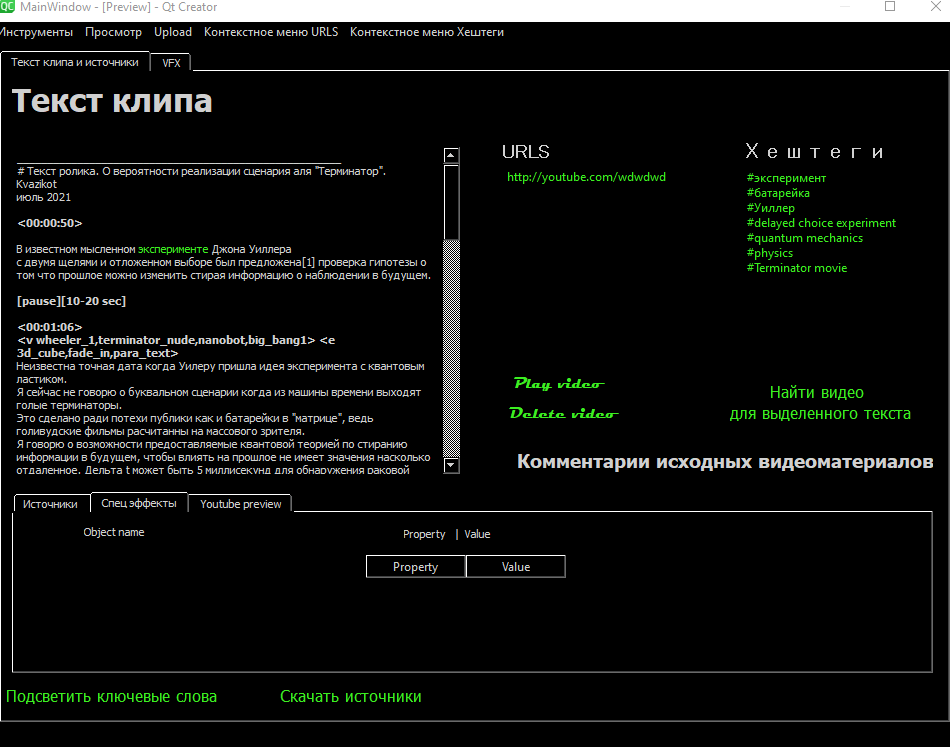 QC MainWindow - [Preview] - Qt Creator
Инструменты Просмотр Upload Контекстное меню URLS Контекстное меню Хештеги
Текст клипа и источники VFX
Текст клипа
# Текст ролика. О вероятности реализации сценария аля "Терминатор".
Kvazikot
июль 2021
<00:00:50>
В известном мысленном эксперименте Джона Уиллера
с двумя щелями и отложенном выборе был предложена[1] проверка гипотезы о
том что прошлое можно изменить стирая информацию о наблюдении в будущем.
[pause][10-20 sec]
<00:01:06>
<v wheeler_1,terminator_nude,nanobot,big_bang1> <e
3d_cube,fade_in,para_text>
Неизвестна точная дата когда Уилеру пришла идея эксперимента с квантовым
ластиком.
Я сейчас не говорю о буквальном сценарии когда из машины времени выходят
голые терминаторы.
Это сделано ради потехи публики как и батарейки в "матрице", ведь
голивудские фильмы расчитанны на массового зрителя.
Я говорю о возможности предоставляемые квантовой теорией по стиранию
информации в будущем, чтобы влиять на прошлое не имеет значения насколько
отдаленное. Дельта t может быть 5 миллисекунд для обнаружения раковой
URLS
http://youtube.com/wdwdwd
Хештеги
#эксперимент
#батарейка
#Уиллер
#delayed choice experiment
#quantum mechanics
#physics
#Terminator movie
Play video
Delete video
Найти видео
для выделенного текста
Комментарии исходных видеоматериалов
Источники Спец эффекты Youtube preview
Object name
Property | Value
Property Value
Подсветить ключевые слова Скачать источники